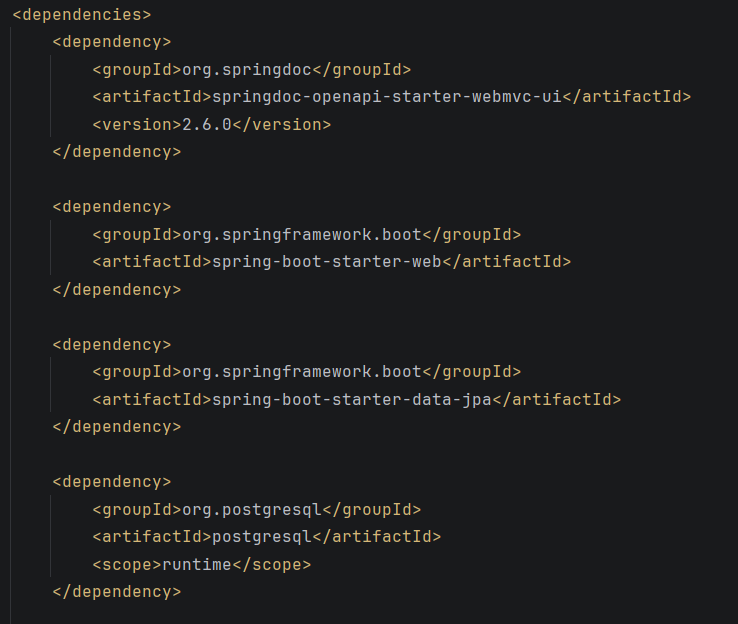 <dependencies>
<dependency>
<groupId>org.springdoc</groupId>
<artifactId>springdoc-openapi-starter-webmvc-ui</artifactId>
<version>2.6.0</version>
</dependency>
<dependency>
<groupId>org.springframework.boot</groupId>
<artifactId>spring-boot-starter-web</artifactId>
</dependency>
<dependency>
<groupId>org.springframework.boot</groupId>
<artifactId>spring-boot-starter-data-jpa</artifactId>
</dependency>
<dependency>
<groupId>org.postgresql</groupId>
<artifactId>postgresql</artifactId>
<scope>runtime</scope>
</dependency>